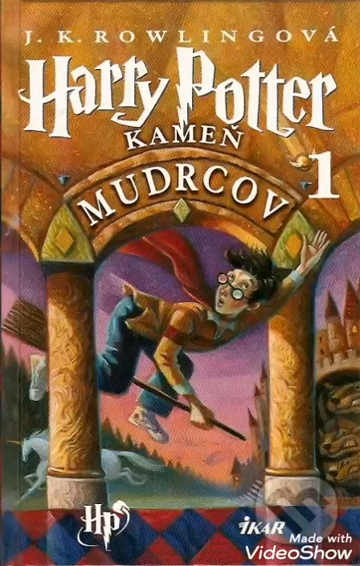 J. K. ROWLINGOVÁ
Harry Potter
KAMEŇ
MUDRCOV
1
HP
IKAR
Made with
VideoShow